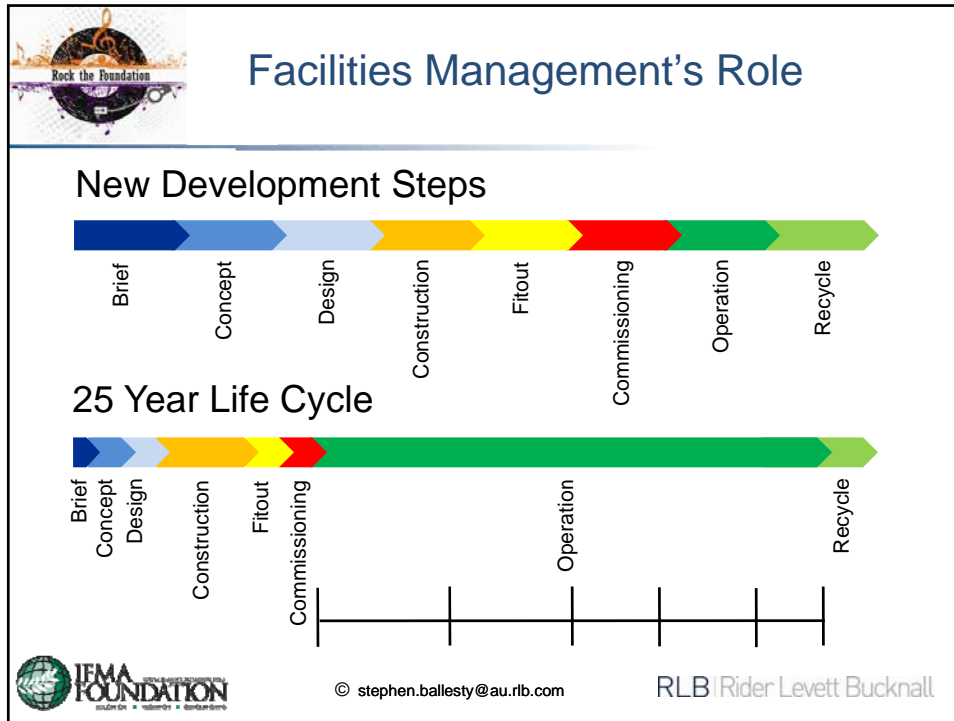 Rock the Foundation
Facilities Management's Role
New Development Steps
Brief
Concept
Design
Construction
Fitout
Commissioning
Operation
Recycle
25 Year Life Cycle
Brief
Concept
Design
Construction
Fitout
Commissioning
Operation
Recycle
IFMA
FOUNDATION
© stephen.ballesty@au.rlb.com
RLB Rider Levett Bucknall